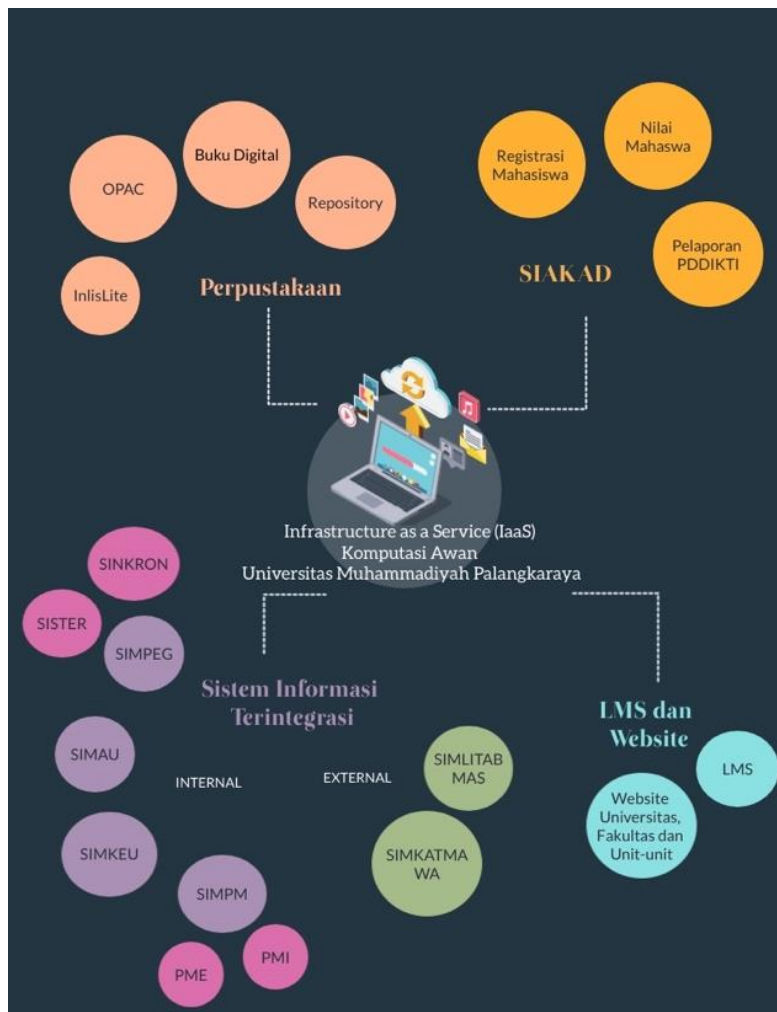 OPAC
Buku Digital
Repository
InlisLite
Perpustakaan
Registrasi
Mahasiswa
Nilai
Mahaswa
Pelaporan
PDDIKTI
SIAKAD
Infrastructure as a Service (IaaS)
Komputasi Awan
Universitas Muhammadiyah Palangkaraya
SINKRON
SISTER
SIMPEG
Sistem Informasi
Terintegrasi
SIMAU
INTERNAL
SIMKEU
SIMPM
PME
PMI
EXTERNAL
SIMLITAB
MAS
SIMKATMA
WA
LMS dan
Website
LMS
Website
Universitas,
Fakultas dan
Unit-unit